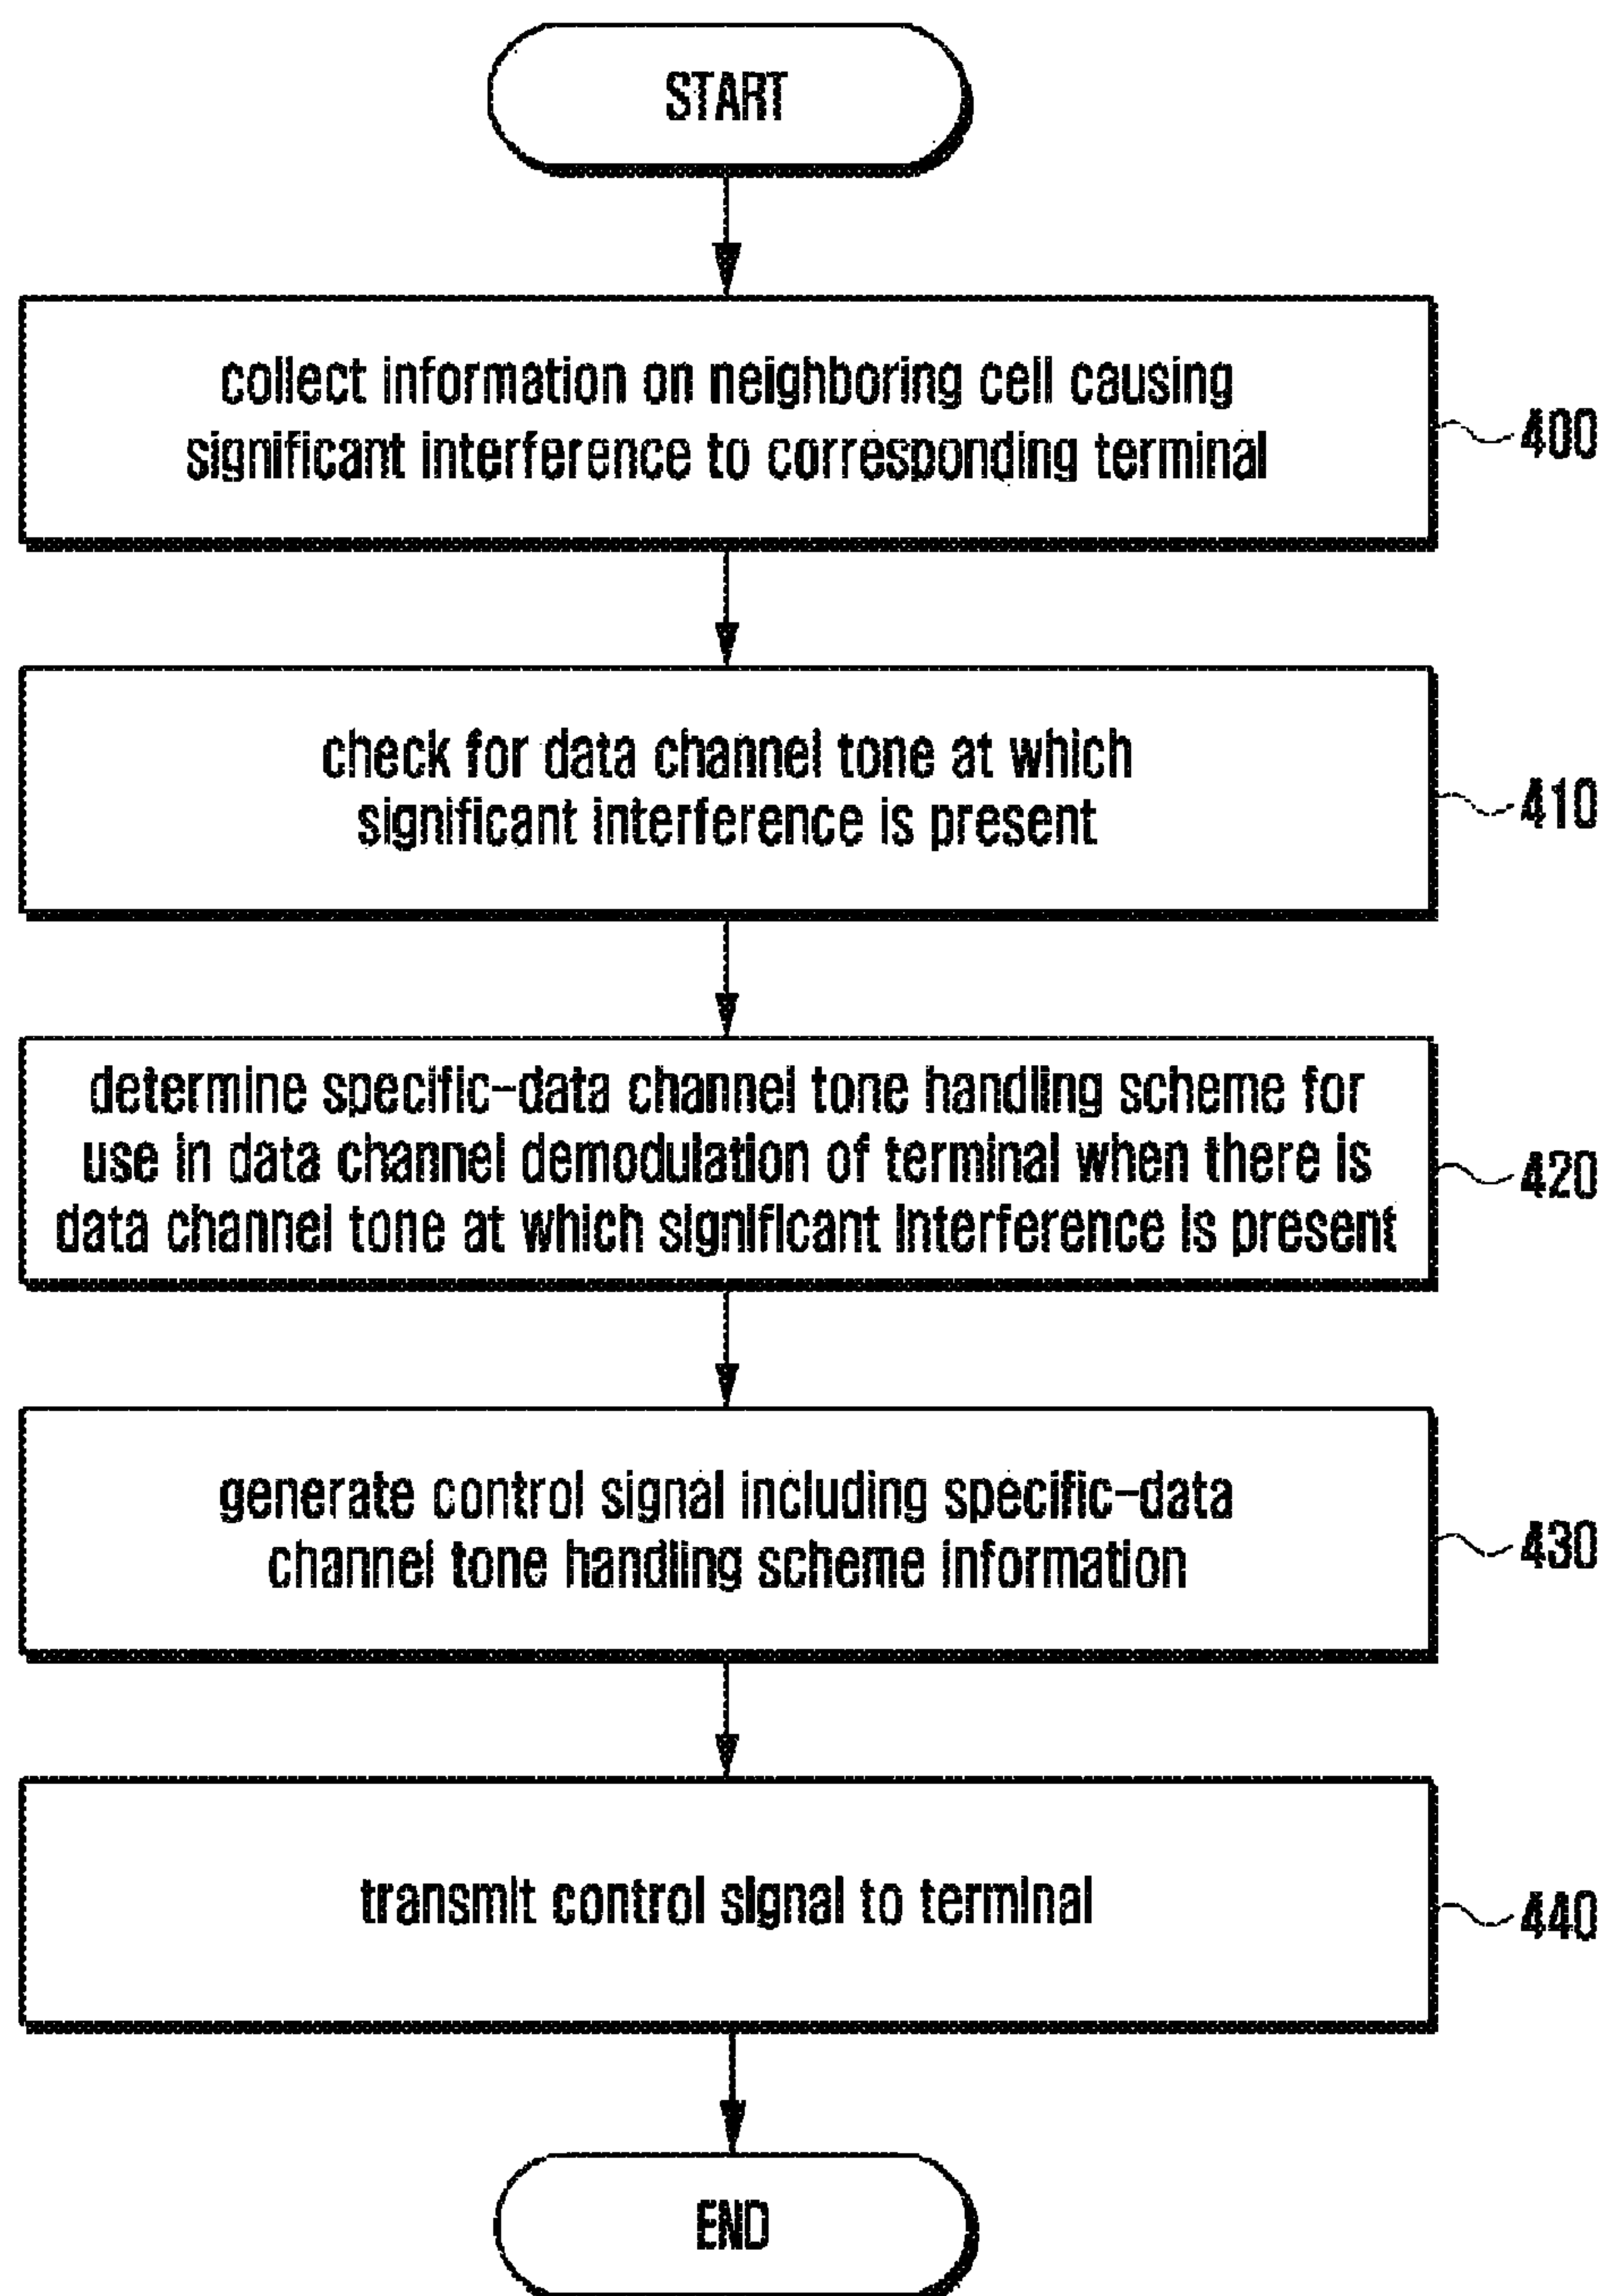 START
collect information on neighboring cell causing
significant interference to corresponding terminal
400
check for data channel tone at which
significant interference is present
410
determine specific-data channel tone handling scheme for
use in data channel demodulation of terminal when there is
data channel tone at which significant interference is present
420
generate control signal including specific-data
channel tone handling scheme information
430
transmit control signal to terminal
440
END